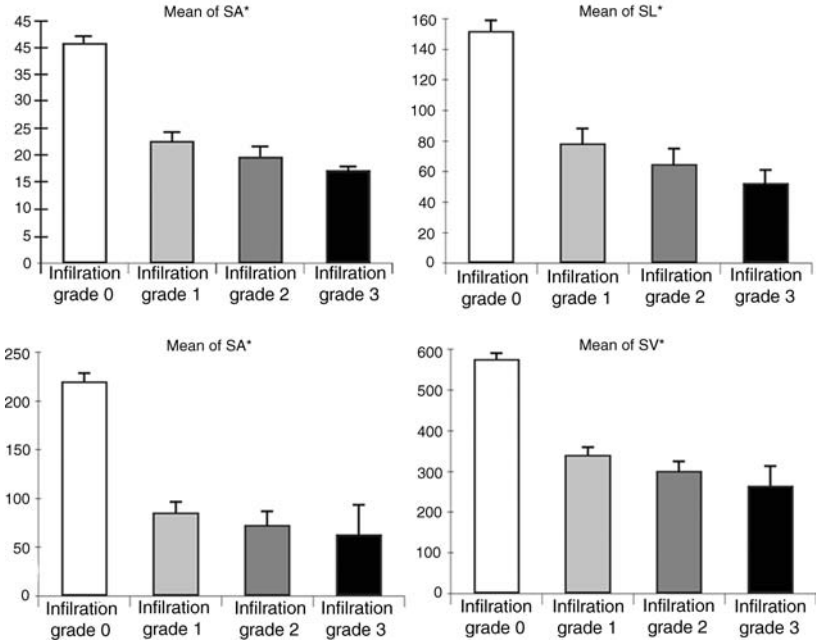 Mean of SA*
45
45
35
35
25
20
15
45
5
0
Infilration grade 0
Infilration grade 1
Infilration grade 2
Infilration grade 3
Mean of SL*
160
140
120
100
80
60
40
20
0
Infilration grade 0
Infilration grade 1
Infilration grade 2
Infilration grade 3
Mean of SA*
250
200
150
100
50
0
Infilration grade 0
Infilration grade 1
Infilration grade 2
Infilration grade 3
Mean of SV*
600
500
400
300
200
100
0
Infilration grade 0
Infilration grade 1
Infilration grade 2
Infilration grade 3